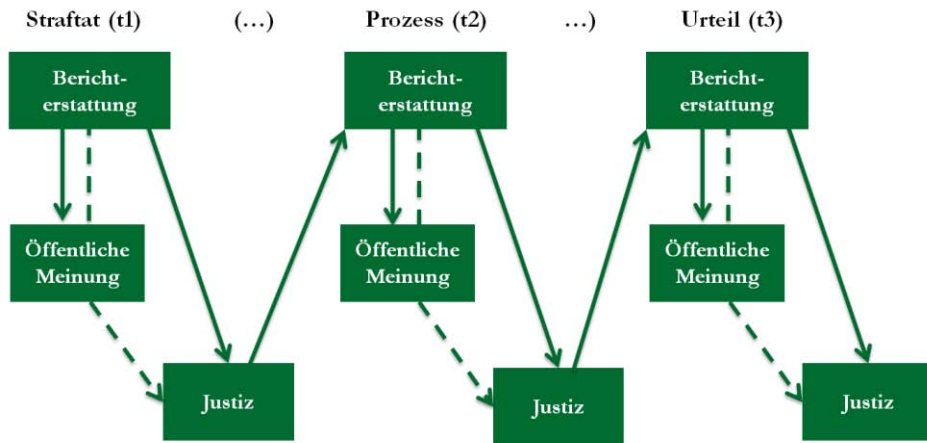 Straftat (t1) (…) Prozess (t2) …) Urteil (t3)
Bericht-
erstattung
Bericht-
erstattung
Bericht-
erstattung
Öffentliche
Meinung
Öffentliche
Meinung
Öffentliche
Meinung
Justiz
Justiz
Justiz